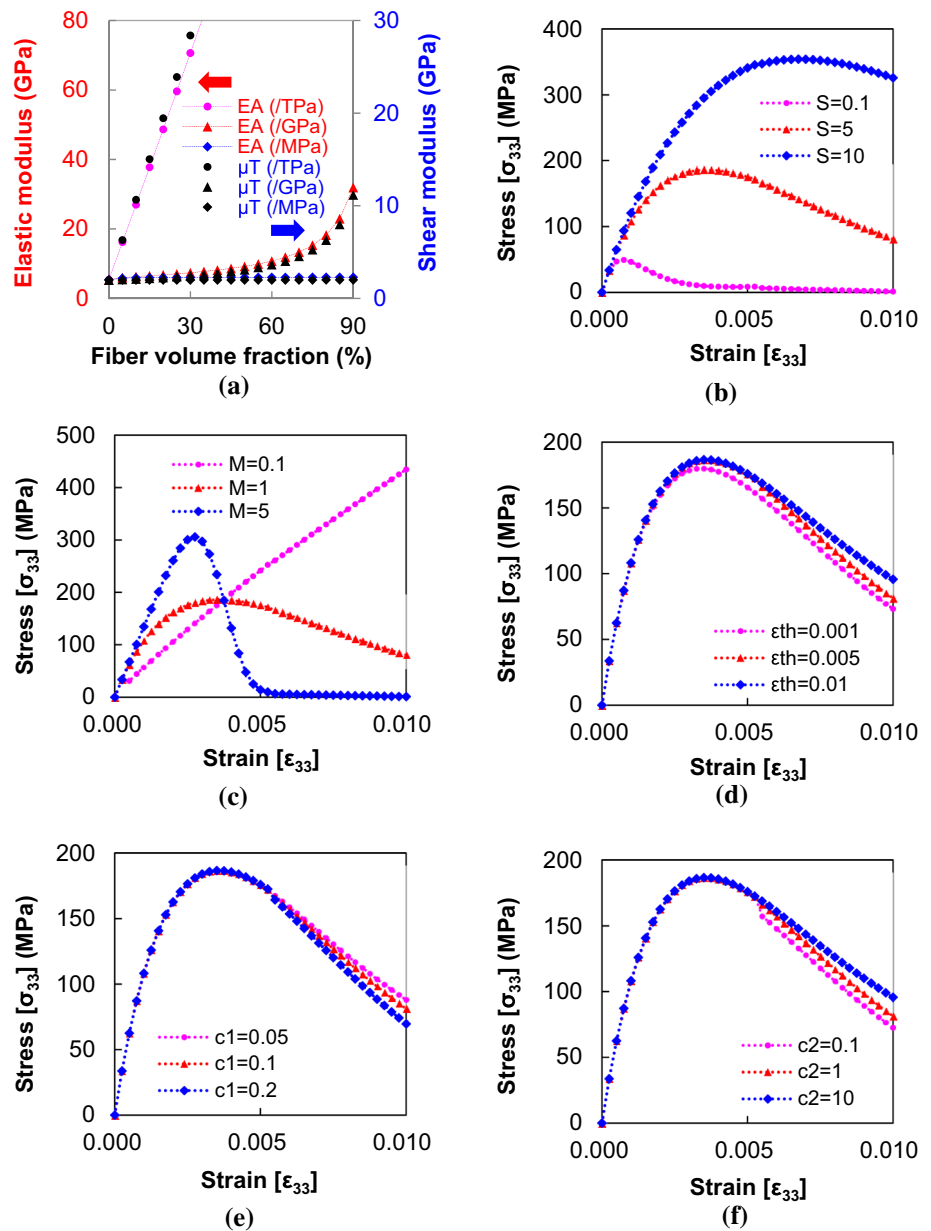 80
60
40
20
0
Elastic modulus (GPa)
30
20
10
0
Shear modulus (GPa)
EA (/TPa)
EA (/GPa)
EA (/MPa)
μT (/TPa)
μT (/GPa)
μT (/MPa)
0 30 60 90
Fiber volume fraction (%)
(a)
400
300
200
100
0
Stress [σ33] (MPa)
S=0.1
S=5
S=10
0.000 0.005 0.010
Strain [ε33]
(b)
500
400
300
200
100
0
Stress [σ33] (MPa)
M=0.1
M=1
M=5
0.000 0.005 0.010
Strain [ε33]
(c)
200
150
100
50
0
Stress [σ33] (MPa)
εth=0.001
εth=0.005
εth=0.01
0.000 0.005 0.010
Strain [ε33]
(d)
200
150
100
50
0
Stress [σ33] (MPa)
c1=0.05
c1=0.1
c1=0.2
0.000 0.005 0.010
Strain [ε33]
(e)
200
150
100
50
0
Stress [σ33] (MPa)
c2=0.1
c2=1
c2=10
0.000 0.005 0.010
Strain [ε33]
(f)